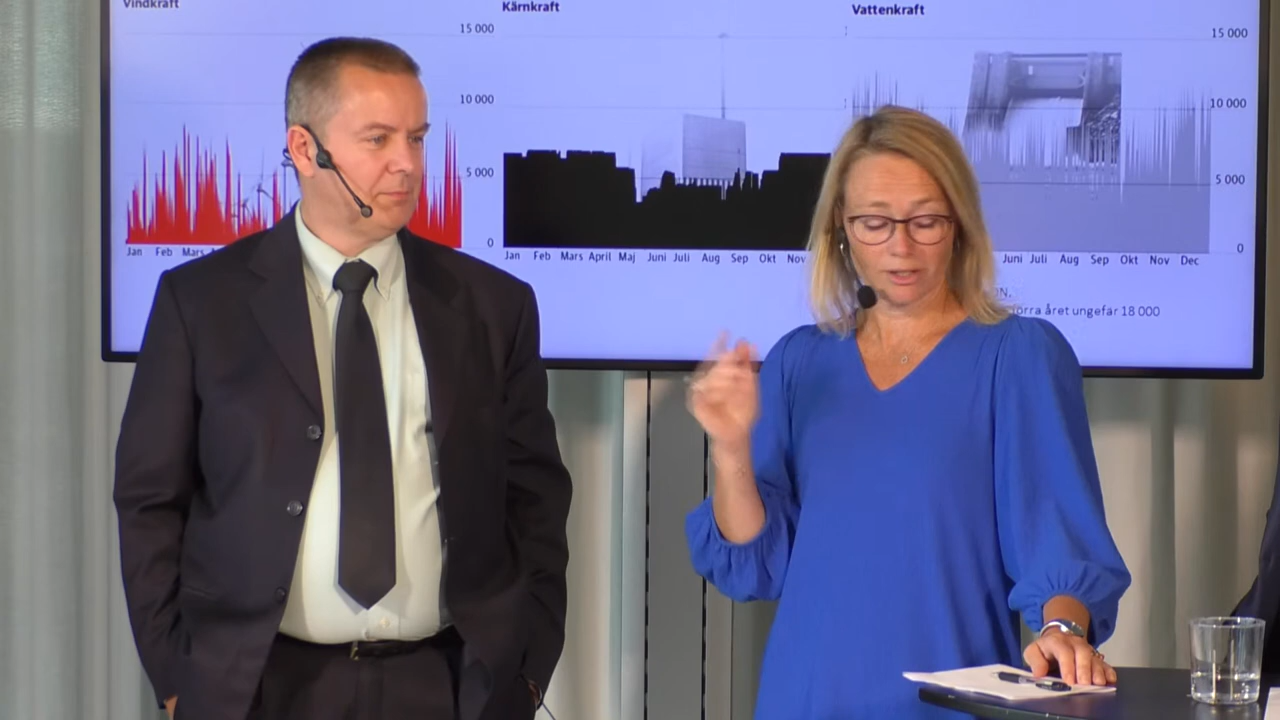 Vindkraft
Kärnkraft
Vattenkraft
15 000
15 000
10 000
10 000
5 000
5 000
0
0
Jan Feb Mars
Jan Feb Mars April Maj Juni Juli Aug Sep Okt Nov
Juni Juli Aug Sep Okt Nov Dec
förra året ungefär 18 000